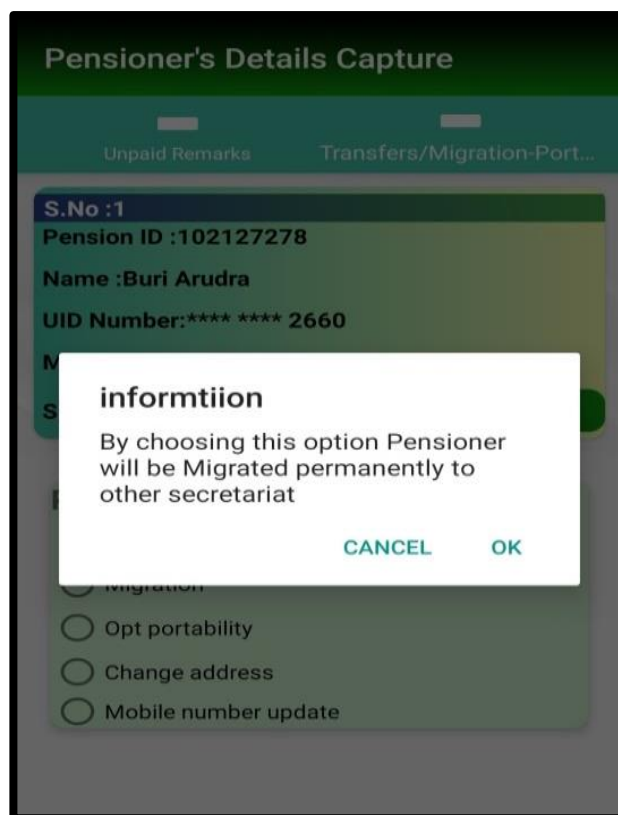 Pensioner's Details Capture
Unpaid Remarks
Transfers/Migration-Port...
S.No :1
Pension ID :102127278
Name :Buri Arudra
UID Number:**** **** 2660
M
S
informtiion
By choosing this option Pensioner
will be Migrated permanently to
other secretariat
CANCEL OK
Migration
Opt portability
Change address
Mobile number update